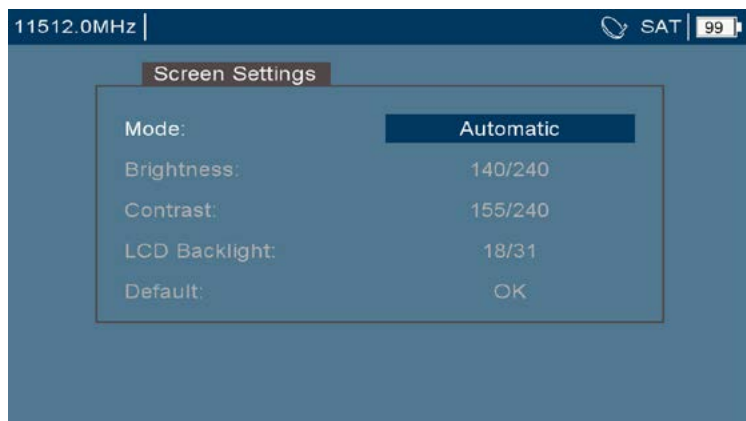 11512.0MHz SAT 99
Screen Settings
Mode: Automatic
Brightness: 140/240
Contrast: 155/240
LCD Backlight: 18/31
Default: OK